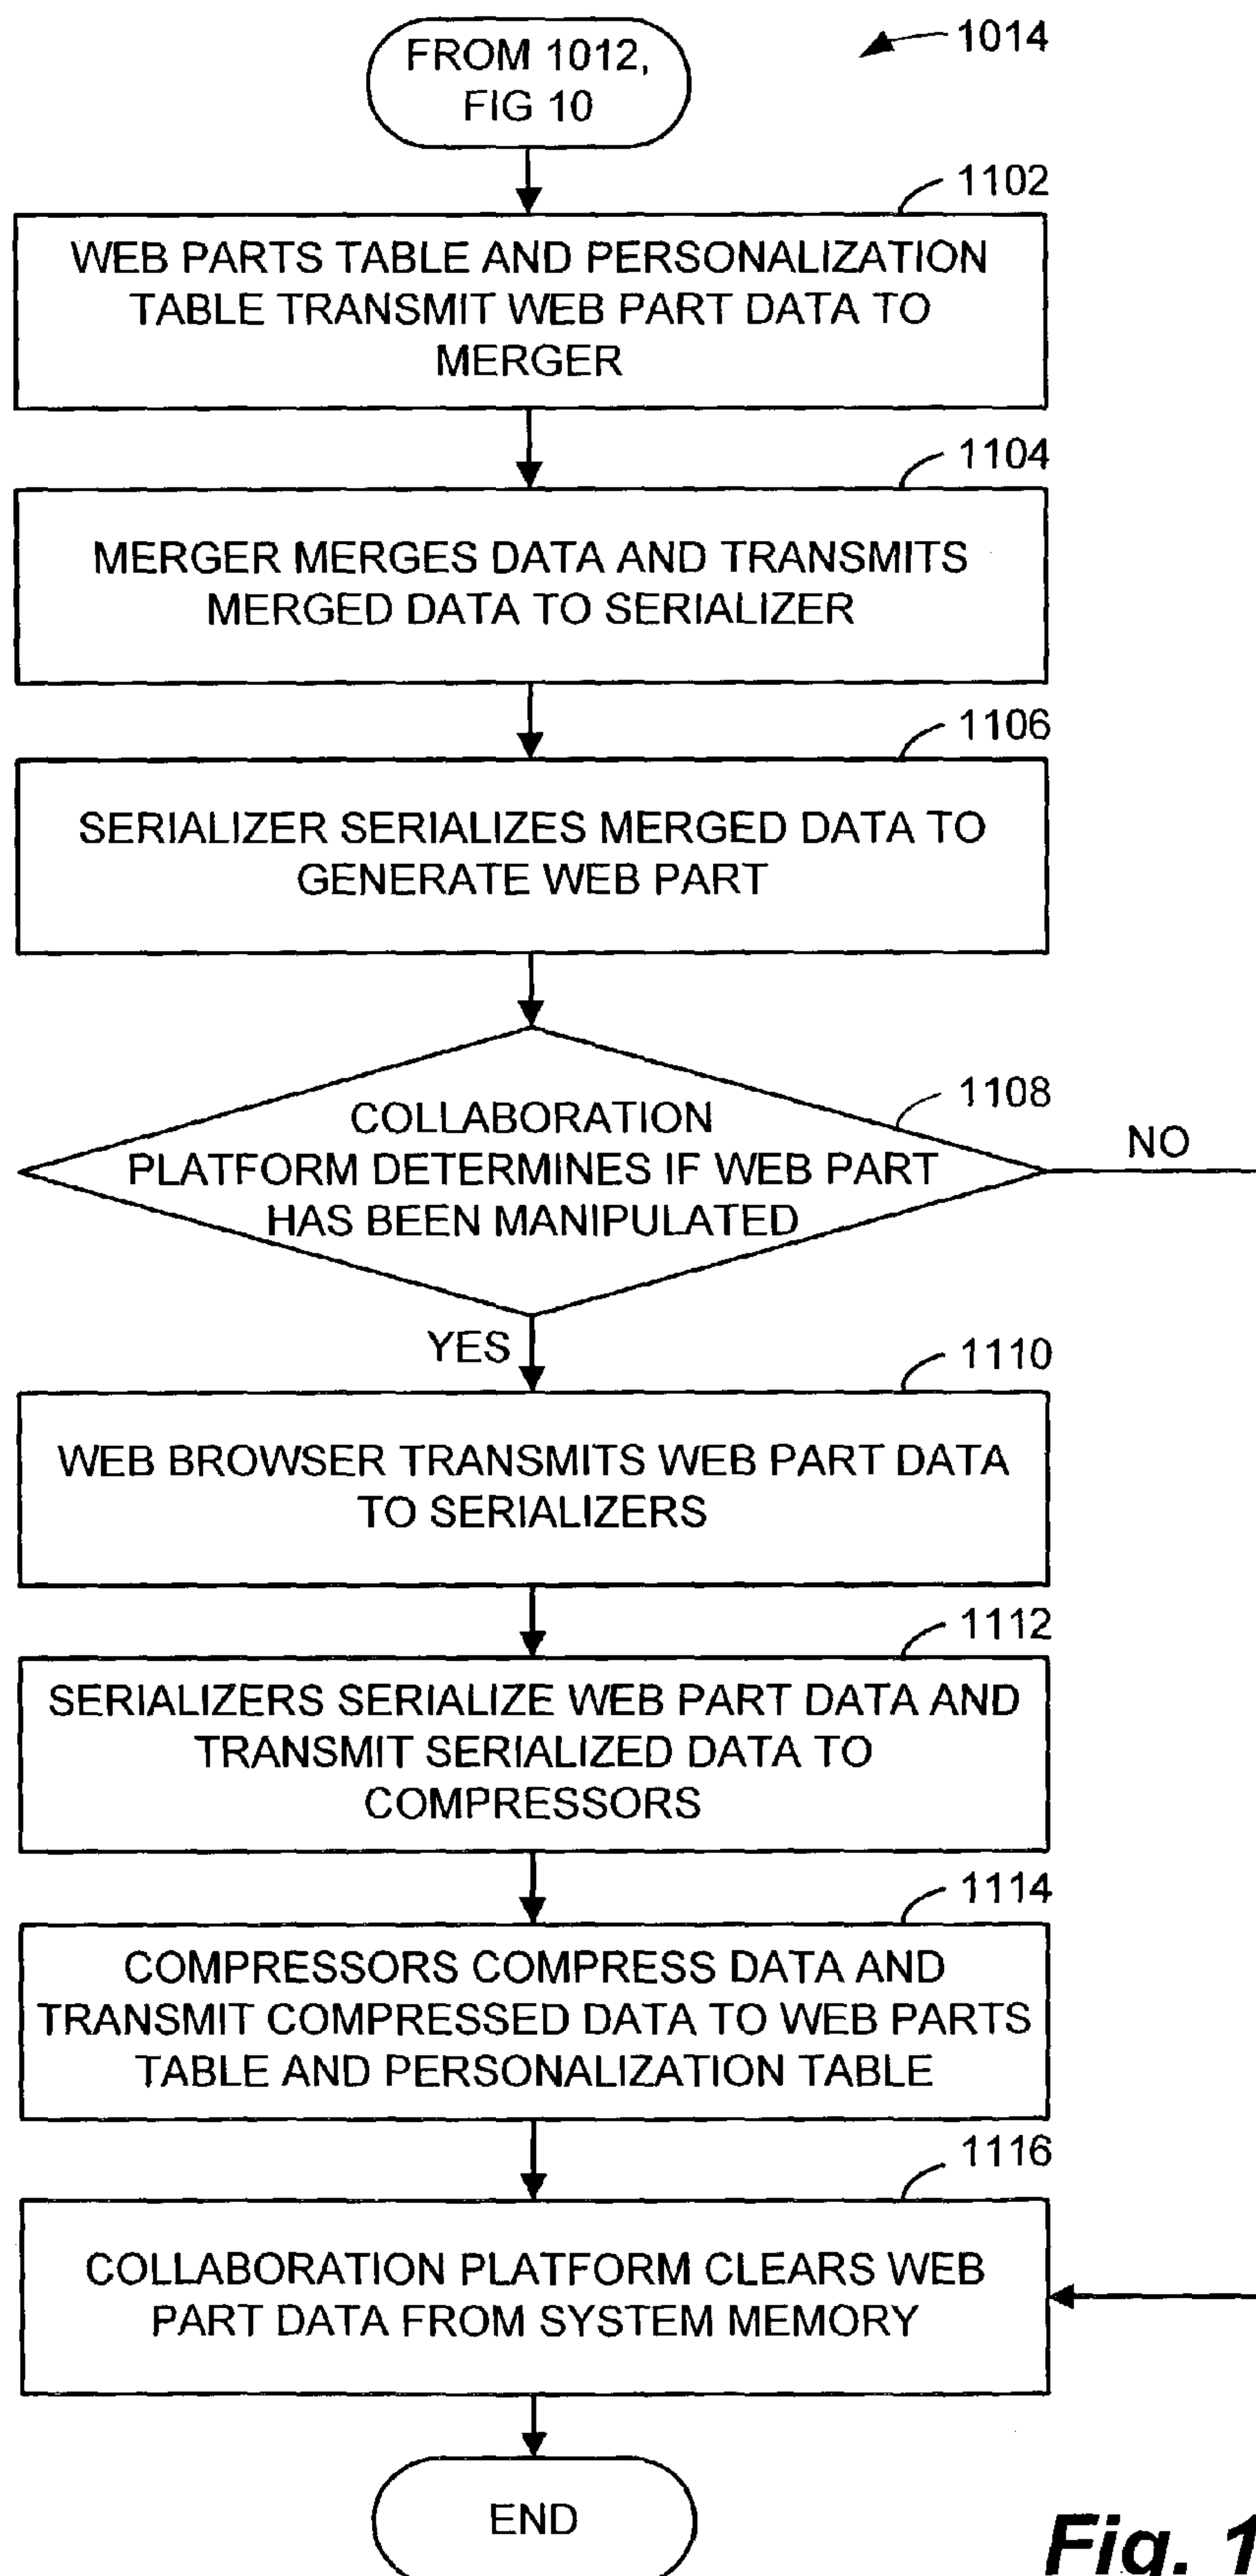 FROM 1012,
FIG 10
1014
1102
WEB PARTS TABLE AND PERSONALIZATION
TABLE TRANSMIT WEB PART DATA TO
MERGER
1104
MERGER MERGES DATA AND TRANSMITS
MERGED DATA TO SERIALIZER
1106
SERIALIZER SERIALIZES MERGED DATA TO
GENERATE WEB PART
1108
COLLABORATION
PLATFORM DETERMINES IF WEB PART
HAS BEEN MANIPULATED
NO
YES
1110
WEB BROWSER TRANSMITS WEB PART DATA
TO SERIALIZERS
1112
SERIALIZERS SERIALIZE WEB PART DATA AND
TRANSMIT SERIALIZED DATA TO
COMPRESSORS
1114
COMPRESSORS COMPRESS DATA AND
TRANSMIT COMPRESSED DATA TO WEB PARTS
TABLE AND PERSONALIZATION TABLE
1116
COLLABORATION PLATFORM CLEARS WEB
PART DATA FROM SYSTEM MEMORY
END
Fig. 1